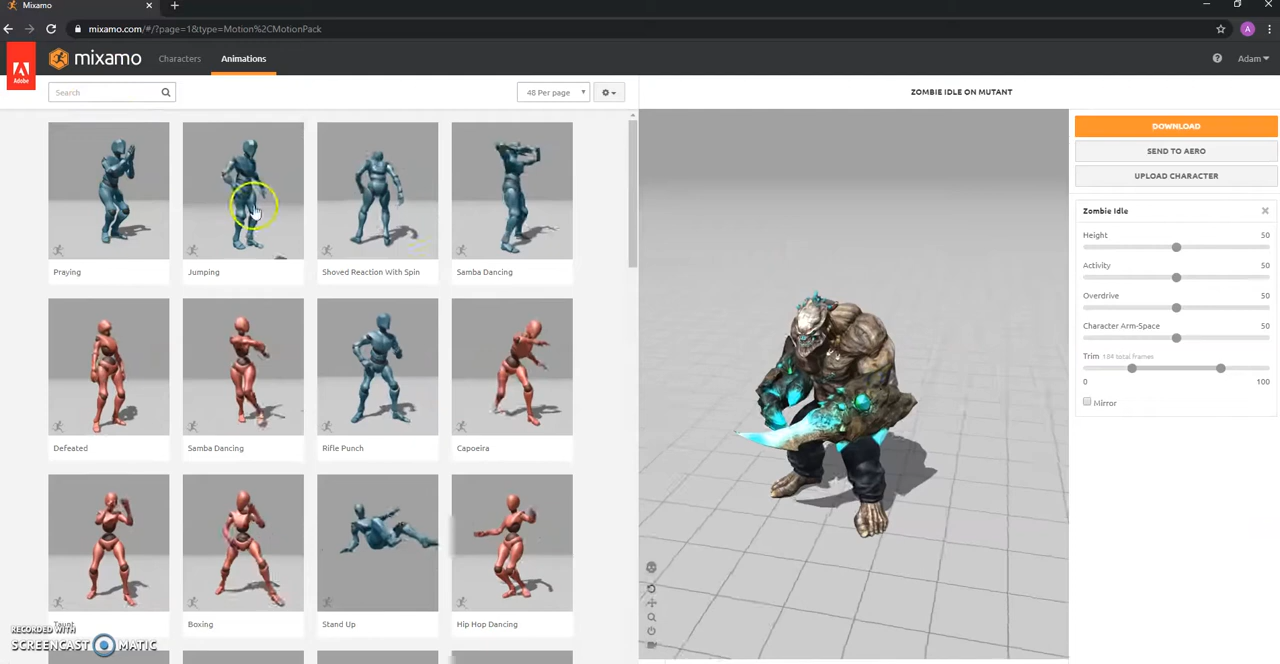 Mixamo
mixamo.com/#/?page=1&type=Motion%2CMotionPack
A
Adobe
mixamo
Characters
Animations
Adam
Search
48 Per page
ZOMBIE IDLE ON MUTANT
DOWNLOAD
SEND TO AERO
UPLOAD CHARACTER
Zombie Idle
Height 50
Activity 50
Overdrive 50
Character Arm-Space 50
Trim 184 total frames
0 100
Mirror
Praying
Jumping
Shoved Reaction With Spin
Samba Dancing
Defeated
Samba Dancing
Rifle Punch
Capoeira
Taunt
Boxing
Stand Up
Hip Hop Dancing
RECORDED WITH
SCREENCAST MATIC